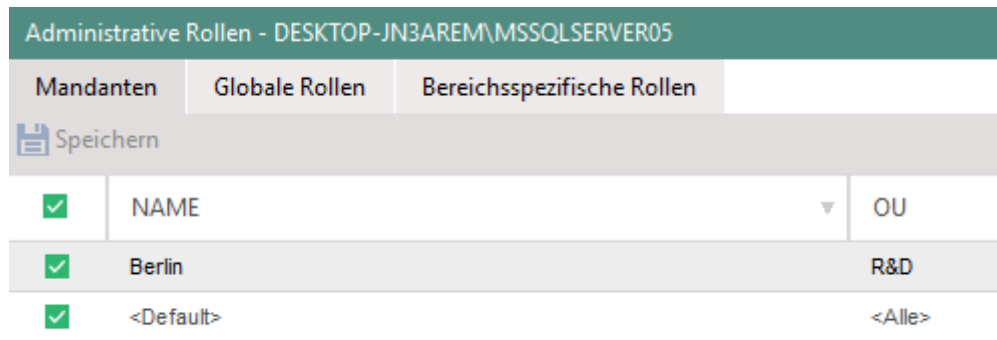 Administrative Rollen - DESKTOP-JN3AREM\MSSQLSERVER05
Mandanten Globale Rollen Bereichsspezifische Rollen
Speichern
NAME OU
Berlin R&D
<Default> <Alle>